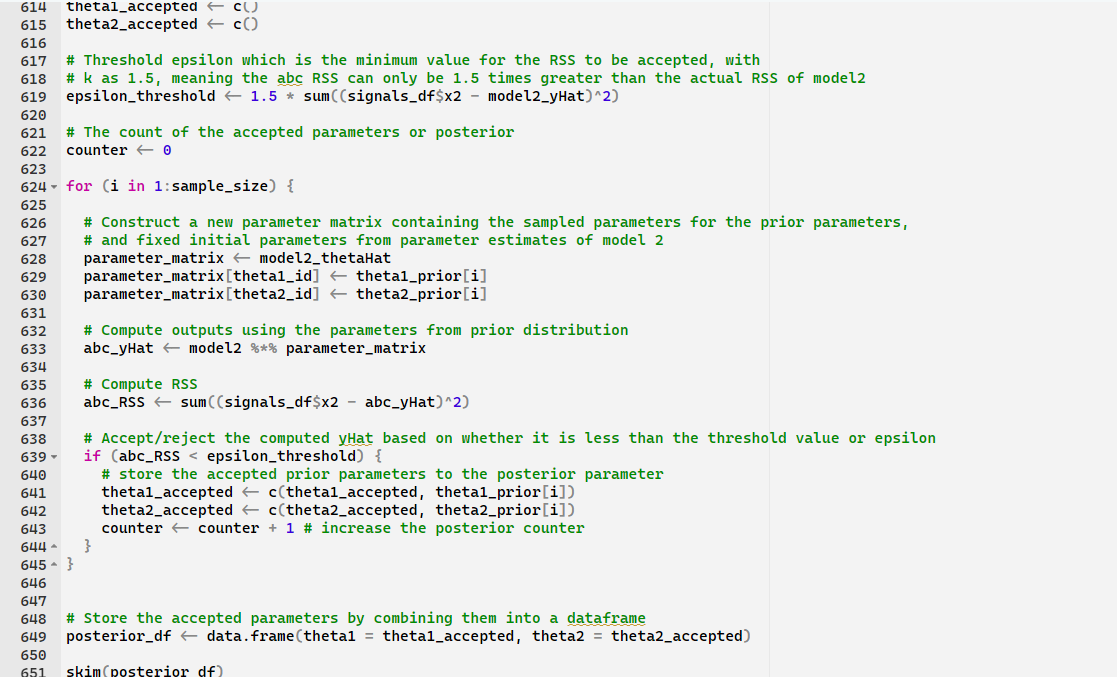 614 theta1_accepted <- c()
615 theta2_accepted <- c()
616
617 # Threshold epsilon which is the minimum value for the RSS to be accepted, with
618 # k as 1.5, meaning the abc RSS can only be 1.5 times greater than the actual RSS of model2
619 epsilon_threshold <- 1.5 * sum((signals_df$x2 - model2_yHat)^2)
620
621 # The count of the accepted parameters or posterior
622 counter <- 0
623
624 for (i in 1:sample_size) {
625
626   # Construct a new parameter matrix containing the sampled parameters for the prior parameters,
627   # and fixed initial parameters from parameter estimates of model 2
628   parameter_matrix <- model2_thetaHat
629   parameter_matrix[theta1_id] <- theta1_prior[i]
630   parameter_matrix[theta2_id] <- theta2_prior[i]
631
632   # Compute outputs using the parameters from prior distribution
633   abc_yHat <- model2 %*% parameter_matrix
634
635   # Compute RSS
636   abc_RSS <- sum((signals_df$x2 - abc_yHat)^2)
637
638   # Accept/reject the computed yHat based on whether it is less than the threshold value or epsilon
639   if (abc_RSS < epsilon_threshold) {
640     # store the accepted prior parameters to the posterior parameter
641     theta1_accepted <- c(theta1_accepted, theta1_prior[i])
642     theta2_accepted <- c(theta2_accepted, theta2_prior[i])
643     counter <- counter + 1 # increase the posterior counter
644   }
645 }
646
647
648 # Store the accepted parameters by combining them into a dataframe
649 posterior_df <- data.frame(theta1 = theta1_accepted, theta2 = theta2_accepted)
650
651 skim(posterior_df)